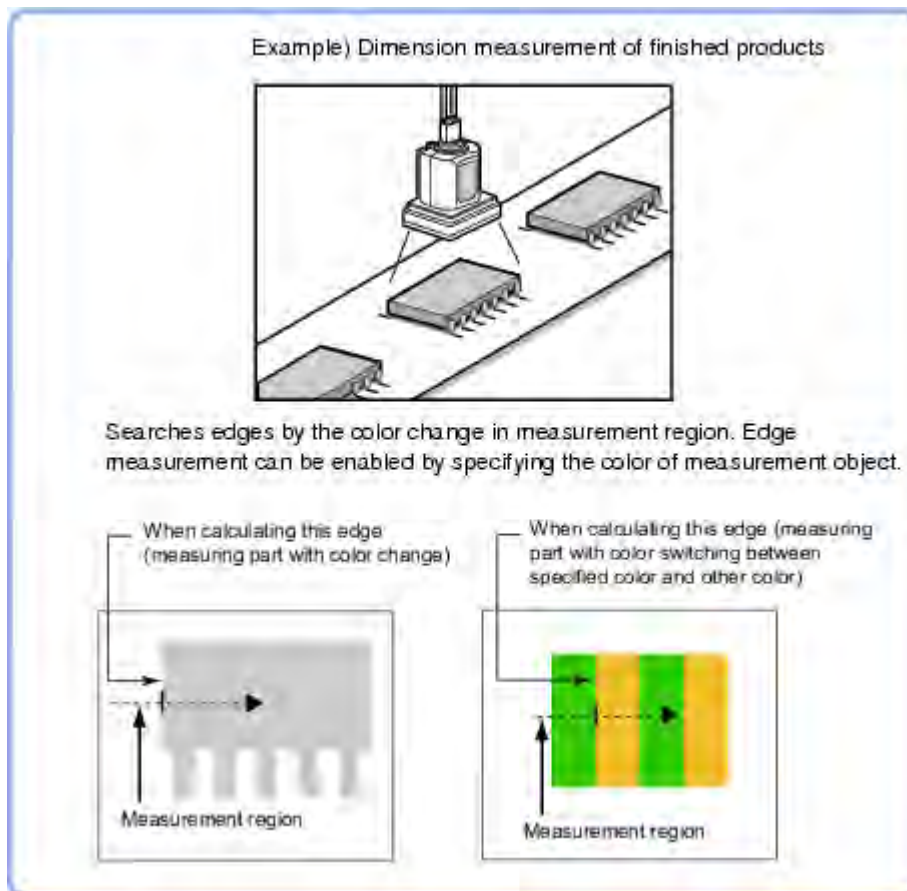 Example) Dimension measurement of finished products
Searches edges by the color change in measurement region. Edge
measurement can be enabled by specifying the color of measurement object.
When calculating this edge
(measuring part with color change)
When calculating this edge (measuring
part with color switching between
specified color and other color)
Measurement region
Measurement region